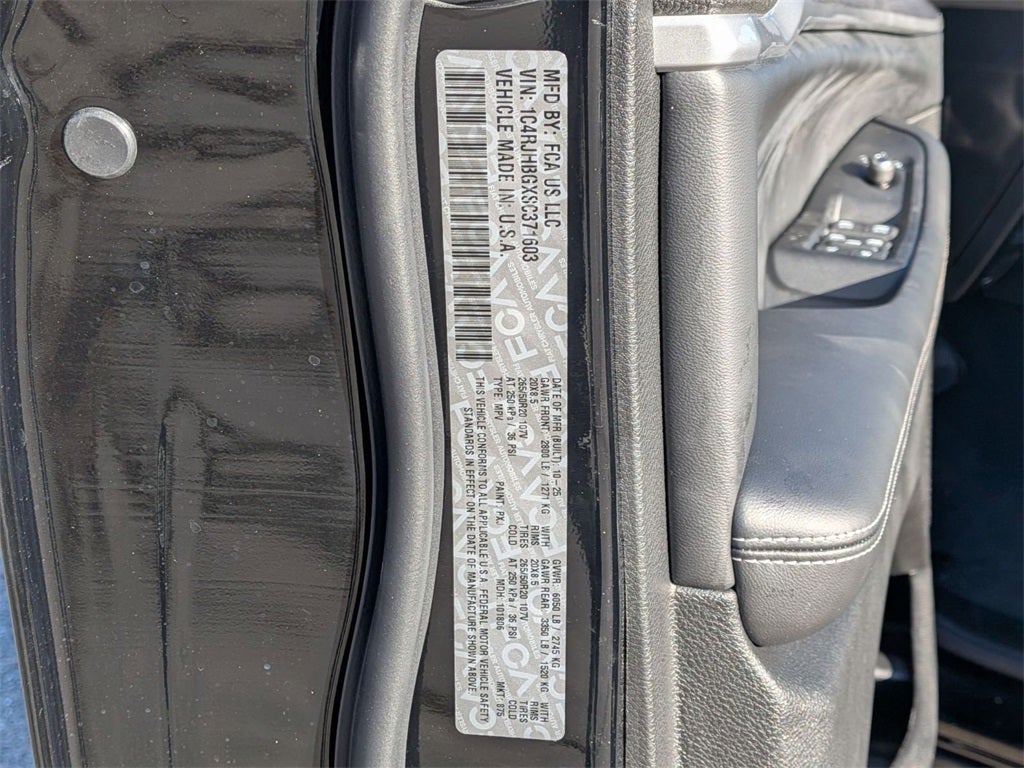 MFD BY: FCA US LLC
VIN: 1C4RJHBGXSC371603
VEHICLE MADE IN: U.S.A.
DATE OF MFR (BUILT): 10-25 GVWR: 6050 LB / 2745 KG
GAWR FRONT: 2800 LB / 1271 KG WITH GAWR REAR: 3350 LB / 1520 KG WITH
20X8.5 RIMS 20X8.5 RIMS
265/50R20 107V TIRES 265/50R20 107V TIRES
AT 250 kPa / 36 PSI COLD AT 250 kPa / 36 PSI COLD
TYPE: MPV PAINT: PXJ MDH: 101806 MKT: 875
THIS VEHICLE CONFORMS TO ALL APPLICABLE U.S.A. FEDERAL MOTOR VEHICLE SAFETY
STANDARDS IN EFFECT ON THE DATE OF MANUFACTURE SHOWN ABOVE